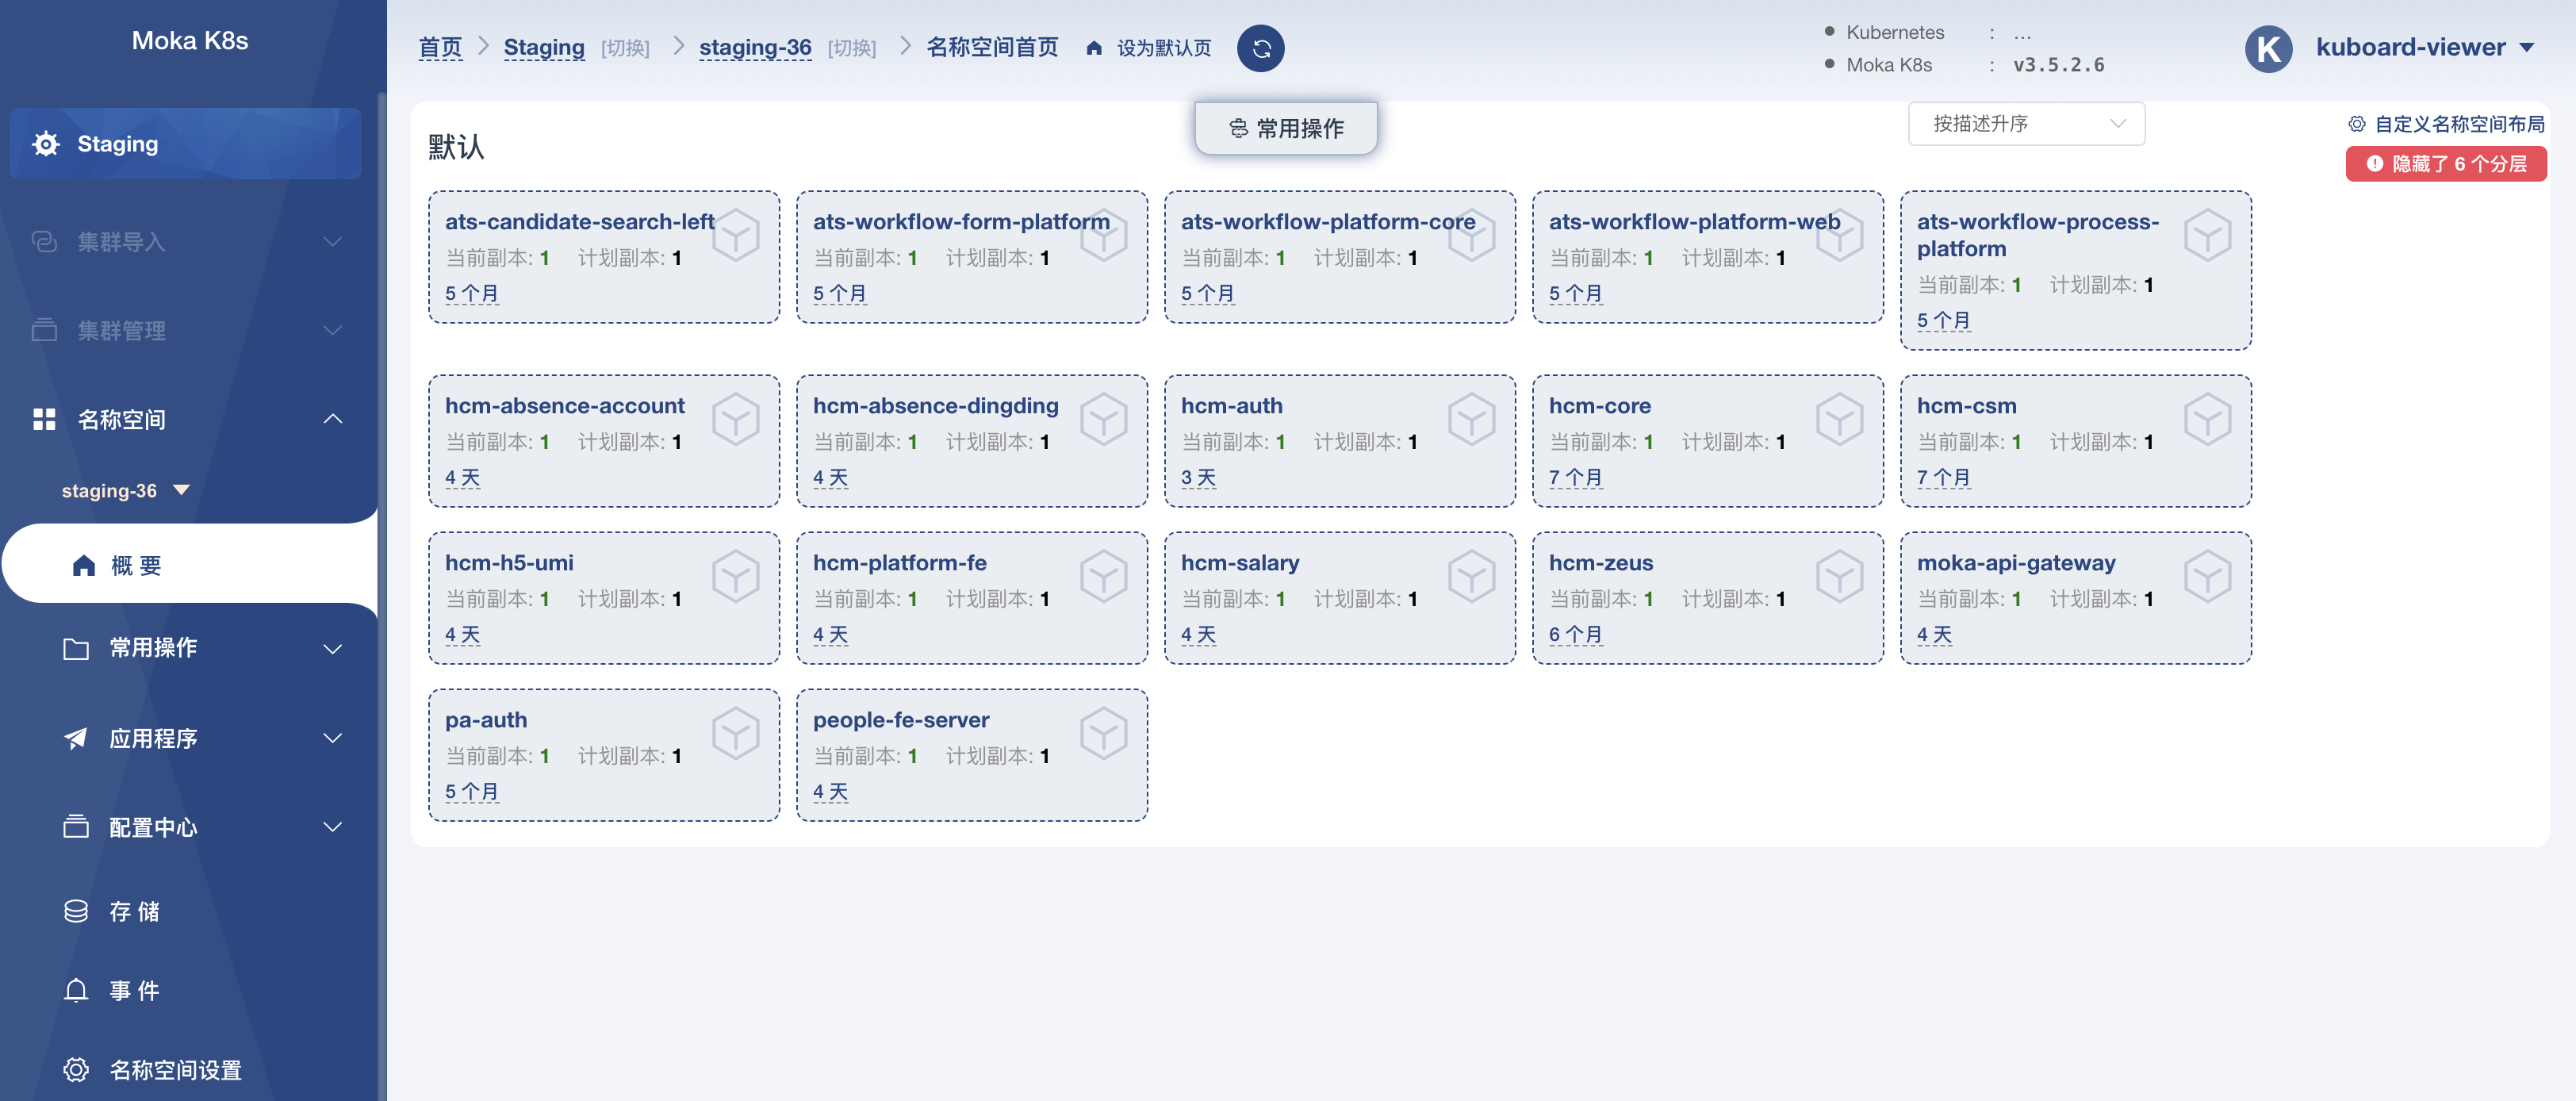 Moka K8s
Staging
集群导入
集群管理
名称空间
staging-36
概 要
常用操作
应用程序
配置中心
存 储
事 件
名称空间设置
首页 Staging [切换] staging-36 [切换] 名称空间首页 设为默认页
Kubernetes : ...
Moka K8s : v3.5.2.6
K kuboard-viewer
默认
常用操作
按描述升序
自定义名称空间布局
隐藏了 6 个分层
ats-candidate-search-left
当前副本: 1 计划副本: 1
5 个月
ats-workflow-form-platform
当前副本: 1 计划副本: 1
5 个月
ats-workflow-platform-core
当前副本: 1 计划副本: 1
5 个月
ats-workflow-platform-web
当前副本: 1 计划副本: 1
5 个月
ats-workflow-process-
platform
当前副本: 1 计划副本: 1
5 个月
hcm-absence-account
当前副本: 1 计划副本: 1
4 天
hcm-absence-dingding
当前副本: 1 计划副本: 1
4 天
hcm-auth
当前副本: 1 计划副本: 1
3 天
hcm-core
当前副本: 1 计划副本: 1
7 个月
hcm-csm
当前副本: 1 计划副本: 1
7 个月
hcm-h5-umi
当前副本: 1 计划副本: 1
4 天
hcm-platform-fe
当前副本: 1 计划副本: 1
4 天
hcm-salary
当前副本: 1 计划副本: 1
4 天
hcm-zeus
当前副本: 1 计划副本: 1
6 个月
moka-api-gateway
当前副本: 1 计划副本: 1
4 天
pa-auth
当前副本: 1 计划副本: 1
5 个月
people-fe-server
当前副本: 1 计划副本: 1
4 天